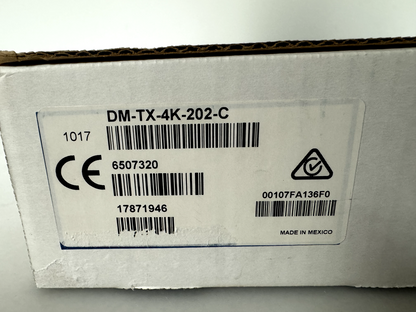 DM-TX-4K-202-C
1017
CE
6507320
17871946
00107FA136F0
MADE IN MEXICO